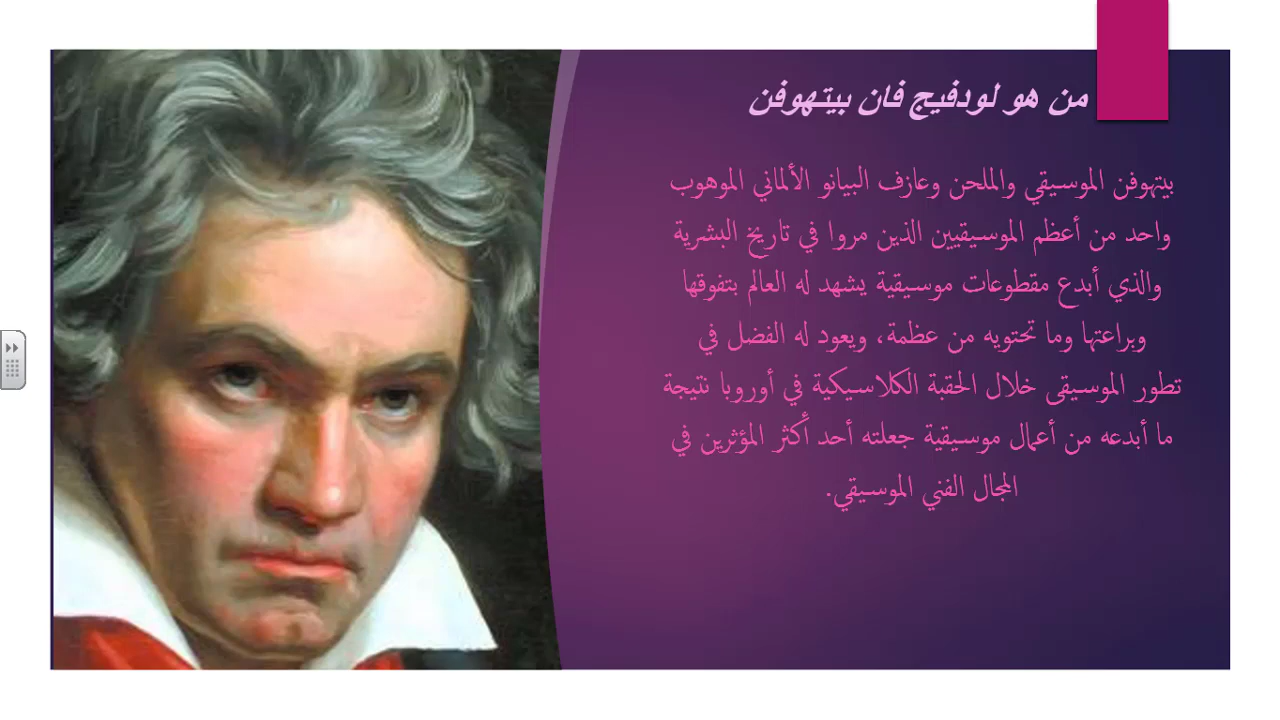 من هو لودفيج فان بيتهوفن
بيتهوفن الموسيقي والملحن وعازف البيانو الألماني الموهوب
واحد من أعظم الموسيقيين الذين مروا في تاريخ البشرية
والذي أبدع مقطوعات موسيقية يشهد له العالم بتفوقها
وبراعتها وما تحتويه من عظمة، ويعود له الفضل في
تطور الموسيقى خلال الحقبة الكلاسيكية في أوروبا نتيجة
ما أبدعه من أعمال موسيقية جعلته أحد أكثر المؤثرين في
المجال الفني الموسيقي.